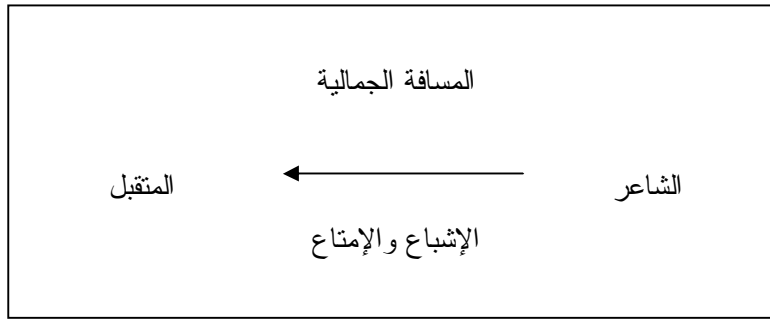 المسافة الجمالية
الشاعر المتقبل
الإشباع والإمتاع